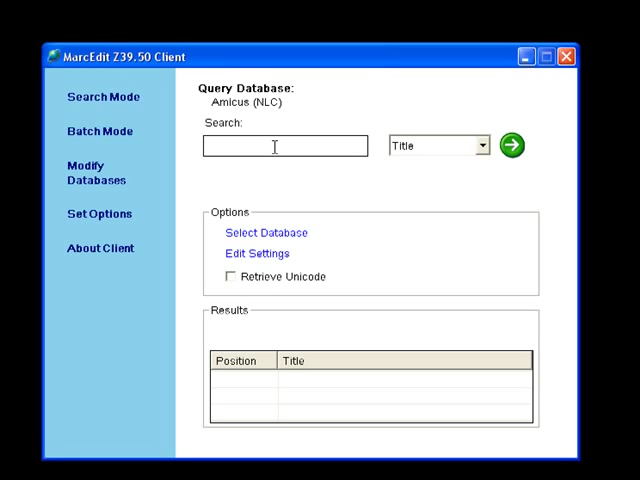 MarcEdit Z39.50 Client
Search Mode
Batch Mode
Modify
Databases
Set Options
About Client
Query Database:
Amicus (NLC)
Search:
Title
Options
Select Database
Edit Settings
Retrieve Unicode
Results
Position Title